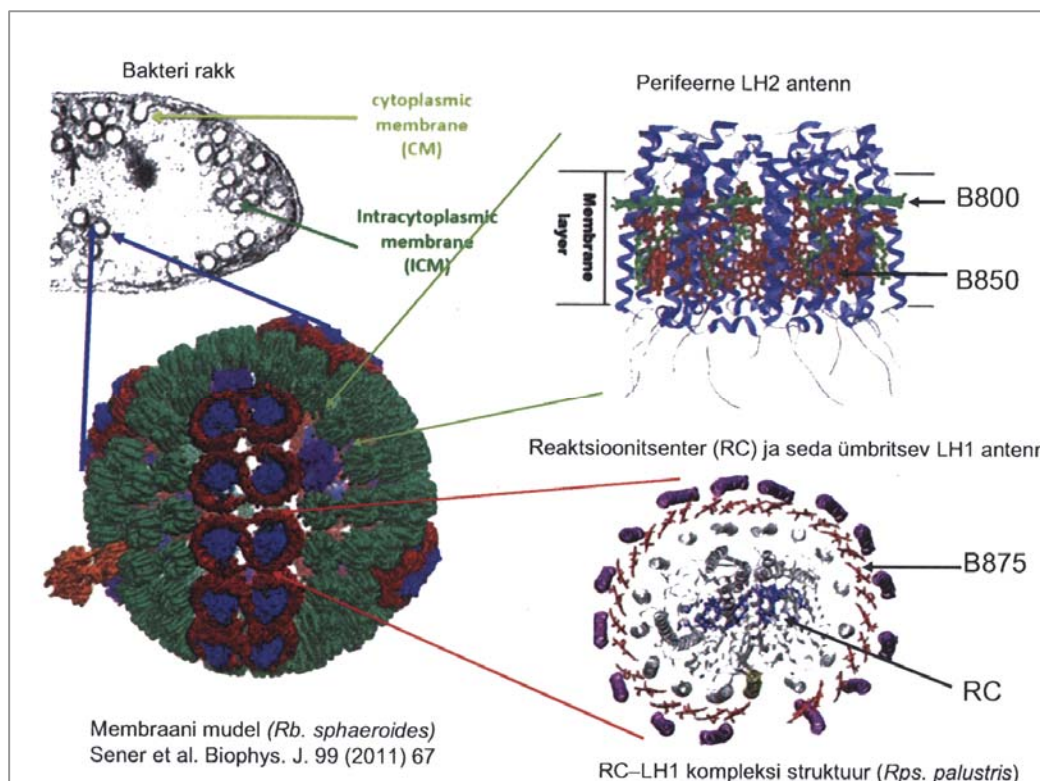 Bakteri rakk
cytoplasmic
membrane
(CM)
Intracytoplasmic
membrane
(ICM)
Perifeerne LH2 antenn
Membrane
layer
B800
B850
Reaktsioonitsenter (RC) ja seda ümbritsev LH1 antenn
B875
RC
Membraani mudel (Rb. sphaeroides)
Sener et al. Biophys. J. 99 (2011) 67
RC–LH1 kompleksi struktuur (Rps. palustris)